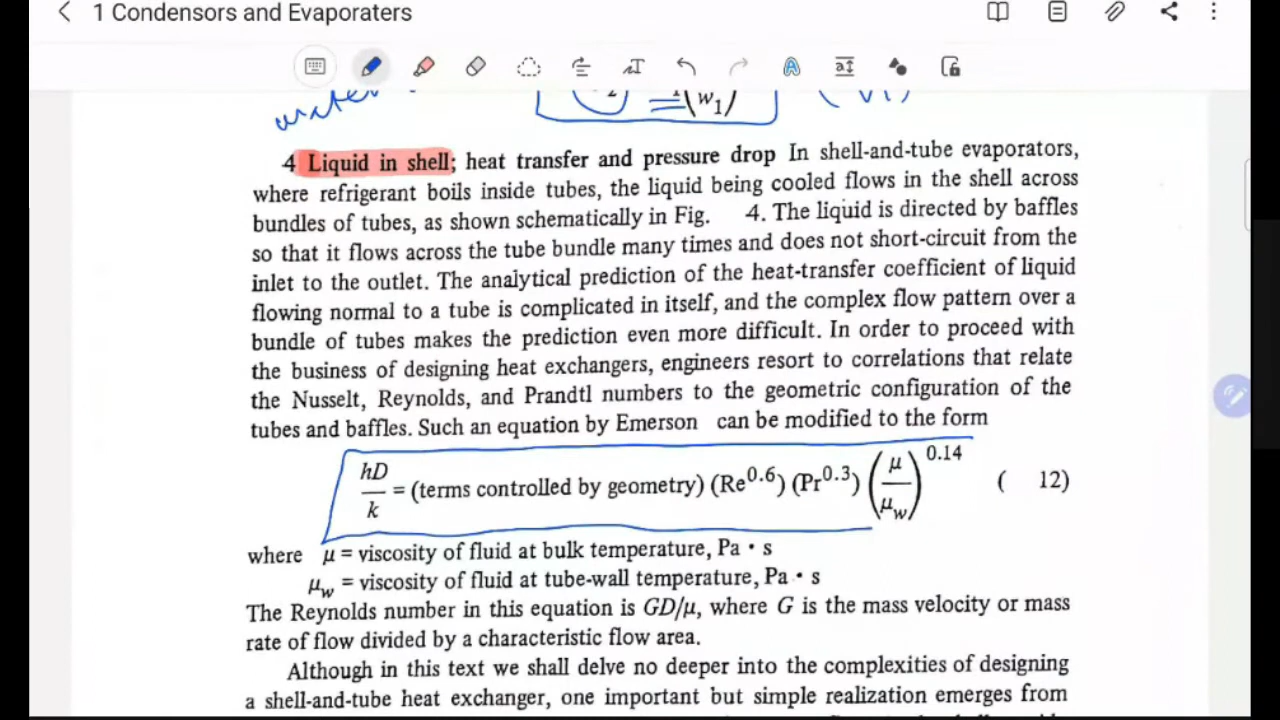 1 Condensors and Evaporaters
water
w1
4 Liquid in shell; heat transfer and pressure drop In shell-and-tube evaporators,
where refrigerant boils inside tubes, the liquid being cooled flows in the shell across
bundles of tubes, as shown schematically in Fig. 4. The liquid is directed by baffles
so that it flows across the tube bundle many times and does not short-circuit from the
inlet to the outlet. The analytical prediction of the heat-transfer coefficient of liquid
flowing normal to a tube is complicated in itself, and the complex flow pattern over a
bundle of tubes makes the prediction even more difficult. In order to proceed with
the business of designing heat exchangers, engineers resort to correlations that relate
the Nusselt, Reynolds, and Prandtl numbers to the geometric configuration of the
tubes and baffles. Such an equation by Emerson can be modified to the form
hD/k = (terms controlled by geometry) (Re^0.6) (Pr^0.3) (μ/μw)^0.14 ( 12)
where μ = viscosity of fluid at bulk temperature, Pa · s
μw = viscosity of fluid at tube-wall temperature, Pa · s
The Reynolds number in this equation is GD/μ, where G is the mass velocity or mass
rate of flow divided by a characteristic flow area.
Although in this text we shall delve no deeper into the complexities of designing
a shell-and-tube heat exchanger, one important but simple realization emerges from